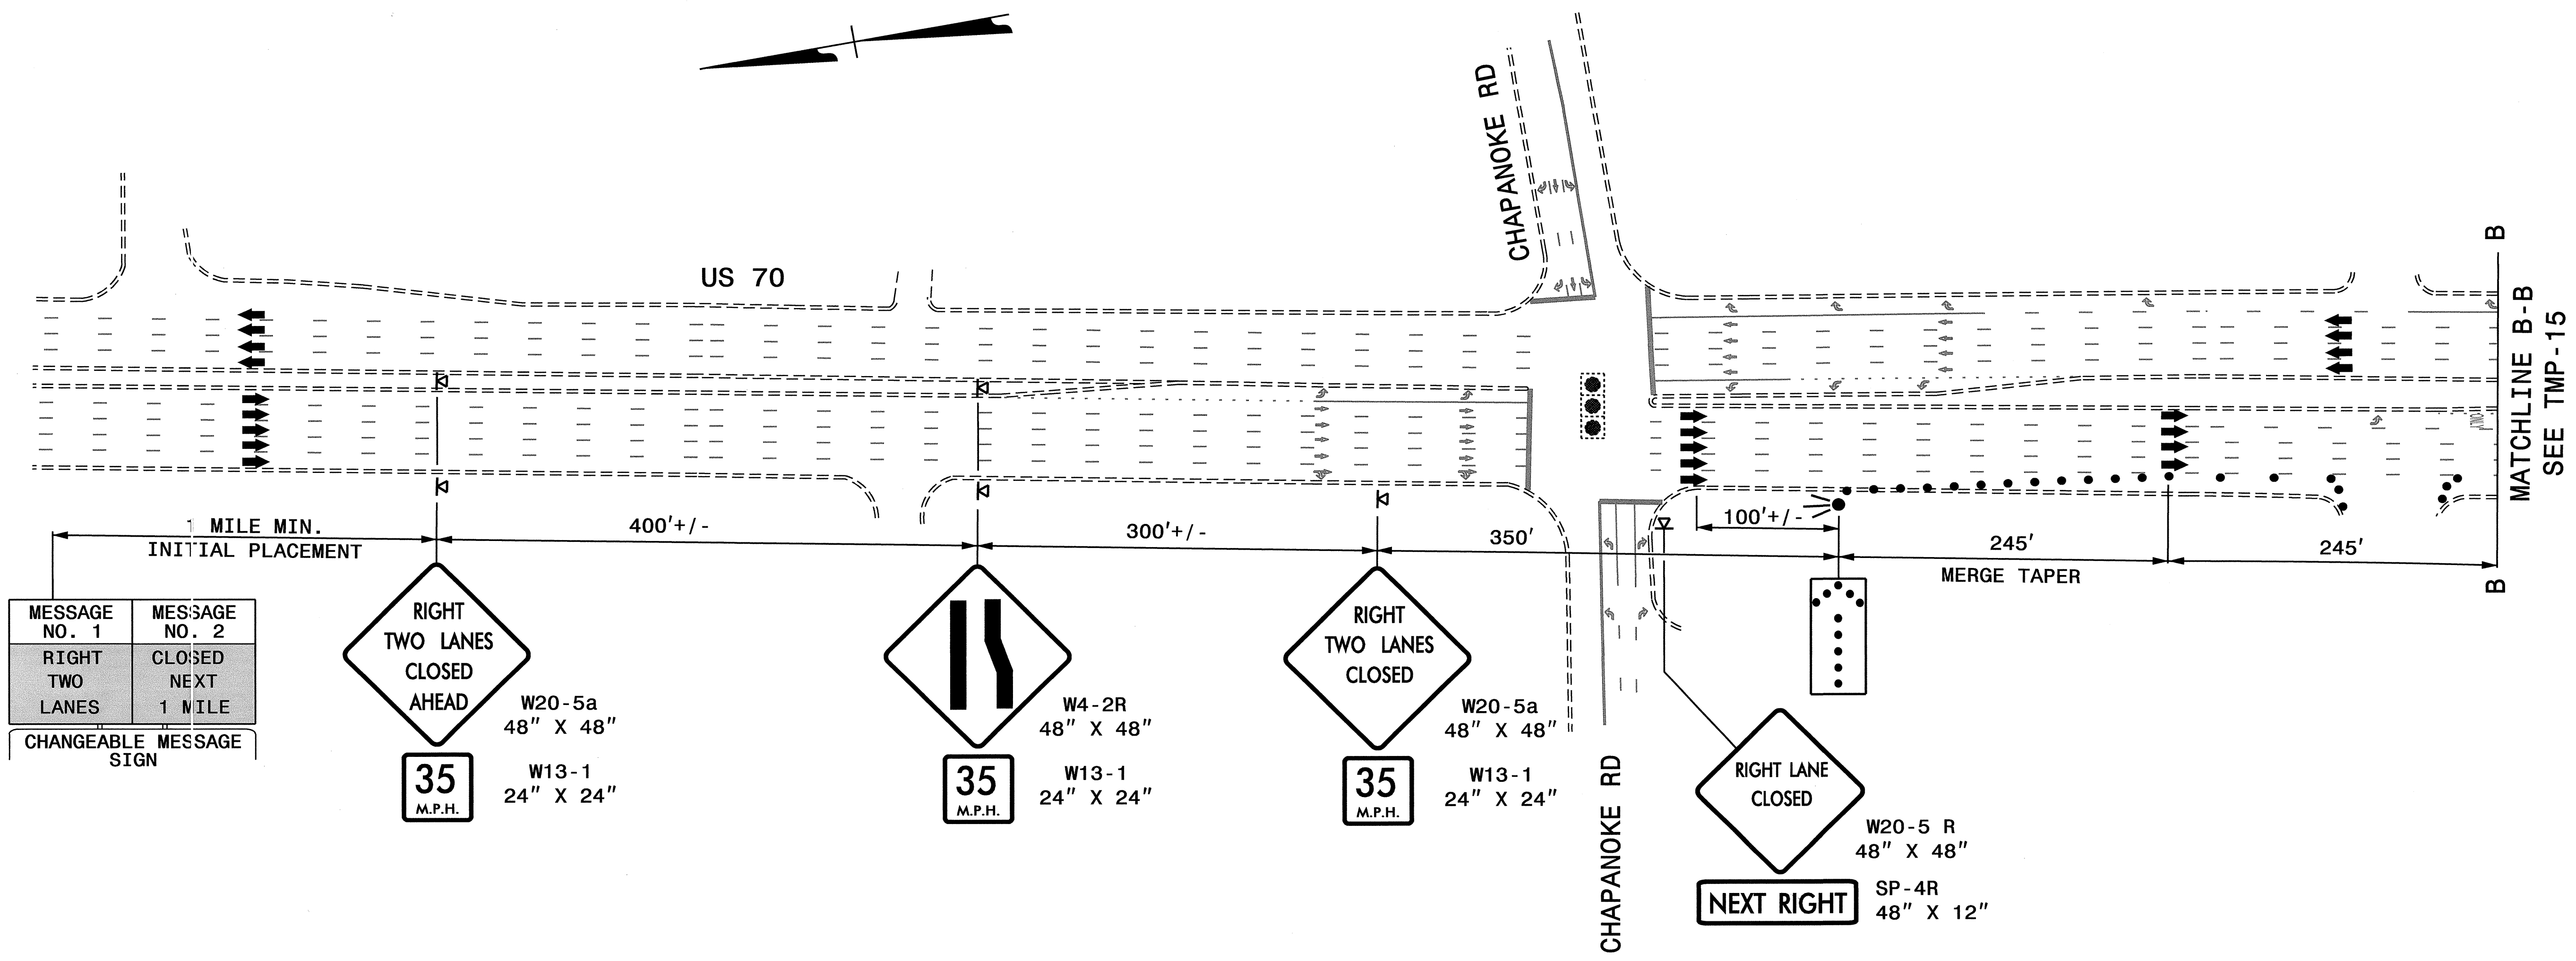 CHAPANOKE RD
US 70
B
MATCHLINE B-B
SEE TMP-15
B
1 MILE MIN.
INITIAL PLACEMENT
400'+/-
300'+/-
350'
100'+/-
245'
MERGE TAPER
245'
MESSAGE
NO. 1
MESSAGE
NO. 2
RIGHT
TWO
LANES
CLOSED
NEXT
1 MILE
CHANGEABLE MESSAGE
SIGN
RIGHT
TWO LANES
CLOSED
AHEAD
W20-5a
48" X 48"
35
M.P.H.
W13-1
24" X 24"
W4-2R
48" X 48"
35
M.P.H.
W13-1
24" X 24"
RIGHT
TWO LANES
CLOSED
W20-5a
48" X 48"
35
M.P.H.
W13-1
24" X 24"
CHAPANOKE RD
RIGHT LANE
CLOSED
W20-5 R
48" X 48"
NEXT RIGHT
SP-4R
48" X 12"